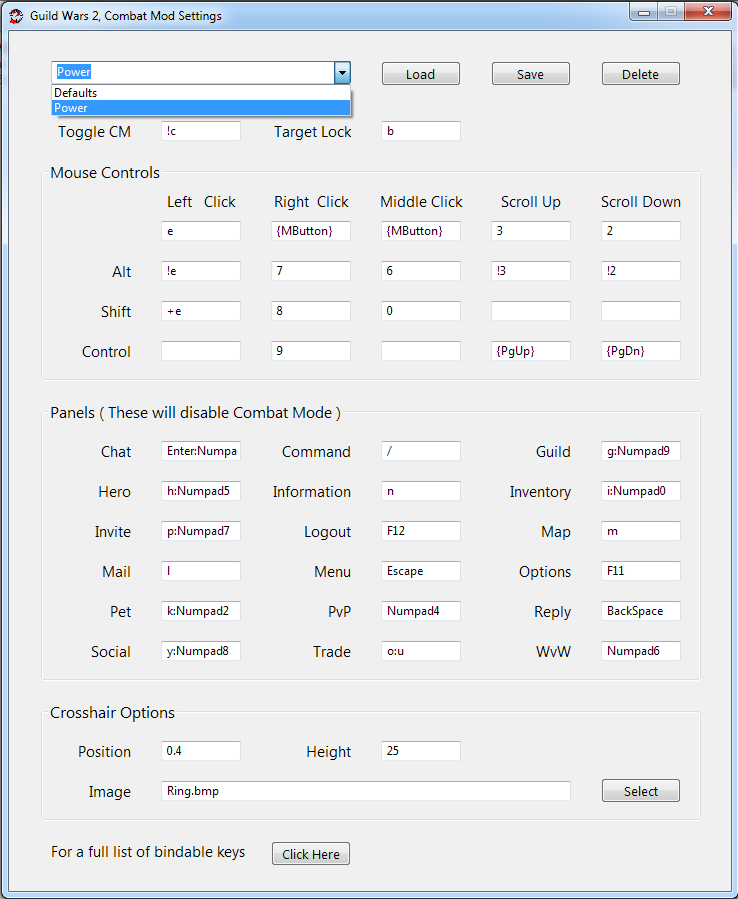 Guild Wars 2, Combat Mod Settings
Power Load Save Delete
Defaults
Power
Toggle CM !c Target Lock b
Mouse Controls
Left Click Right Click Middle Click Scroll Up Scroll Down
e {MButton} {MButton} 3 2
Alt !e 7 6 !3 !2
Shift +e 8 0
Control 9 {PgUp} {PgDn}
Panels ( These will disable Combat Mode )
Chat Enter:Numpa Command / Guild g:Numpad9
Hero h:Numpad5 Information n Inventory i:Numpad0
Invite p:Numpad7 Logout F12 Map m
Mail l Menu Escape Options F11
Pet k:Numpad2 PvP Numpad4 Reply BackSpace
Social y:Numpad8 Trade o:u WvW Numpad6
Crosshair Options
Position 0.4 Height 25
Image Ring.bmp Select
For a full list of bindable keys Click Here